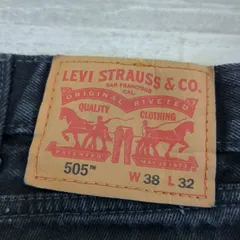 LEVI STRAUSS & CO.
SAN FRANCISCO
CAL.
ORIGINAL RIVETED
QUALITY CLOTHING
505™
W 38 L 32